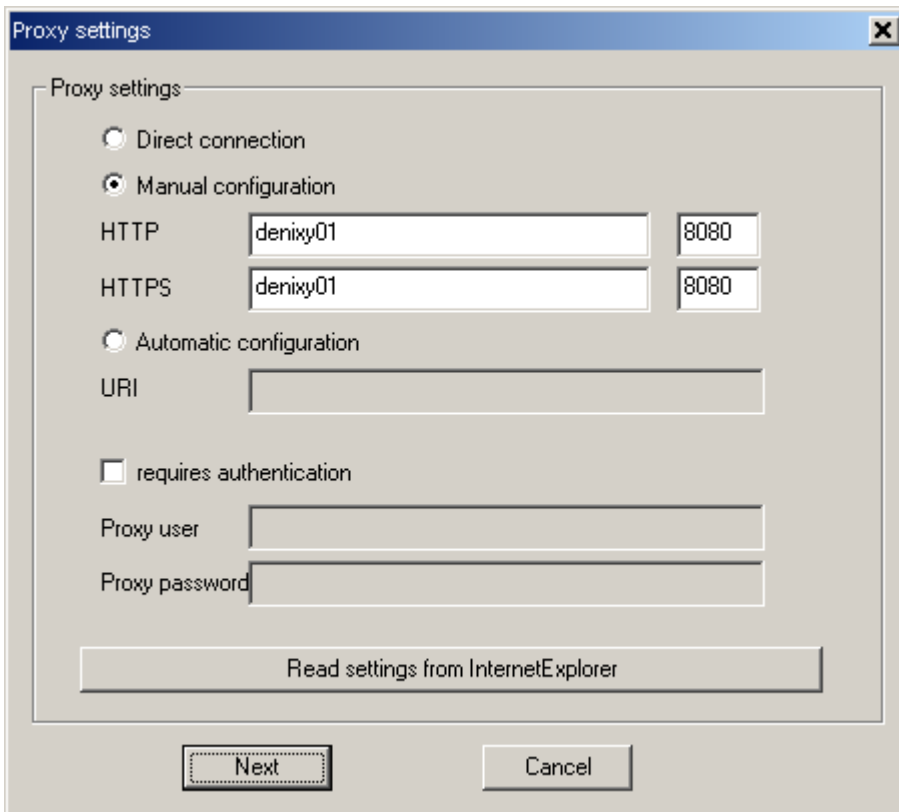 Proxy settings
Proxy settings
Direct connection
Manual configuration
HTTP denixy01 8080
HTTPS denixy01 8080
Automatic configuration
URI
requires authentication
Proxy user
Proxy password
Read settings from InternetExplorer
Next Cancel